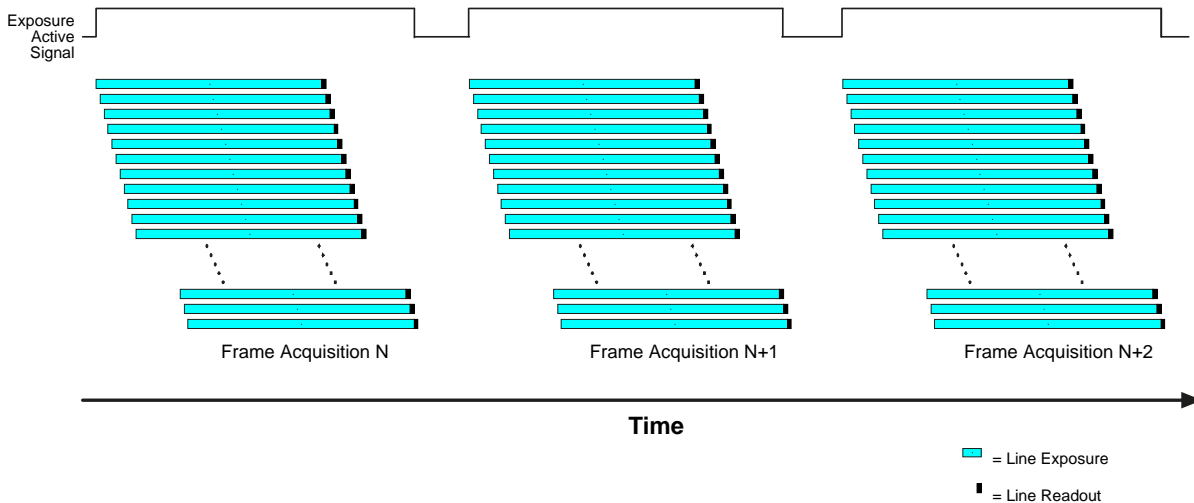 Exposure
Active
Signal
Frame Acquisition N
Frame Acquisition N+1
Frame Acquisition N+2
Time
= Line Exposure
= Line Readout